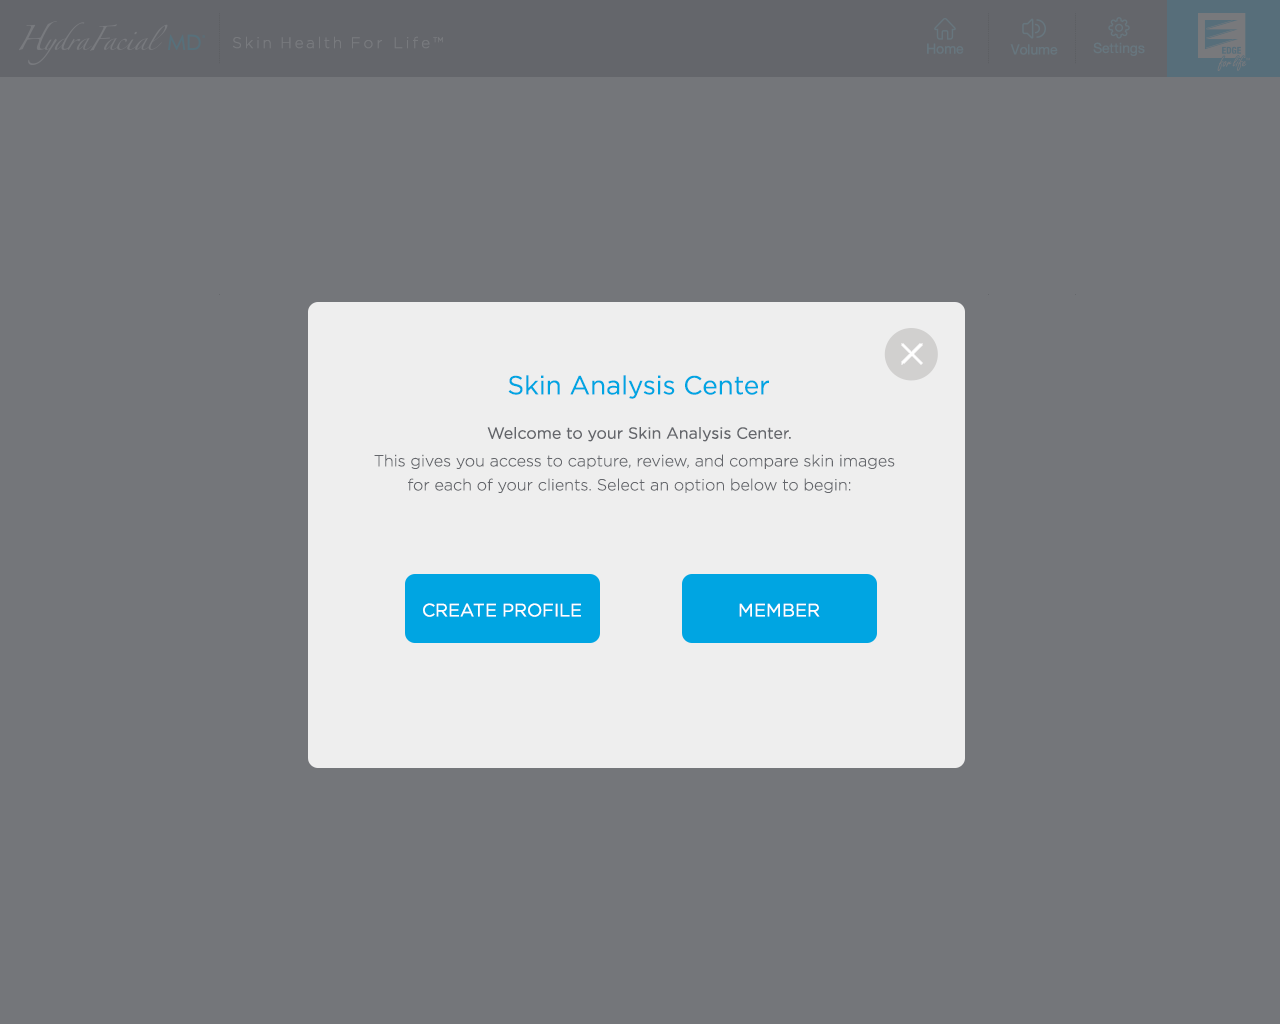 HydraFacial MD
Skin Health For Life™
Home
Volume
Settings
EDGE
for life
Skin Analysis Center
Welcome to your Skin Analysis Center.
This gives you access to capture, review, and compare skin images
for each of your clients. Select an option below to begin:
CREATE PROFILE
MEMBER